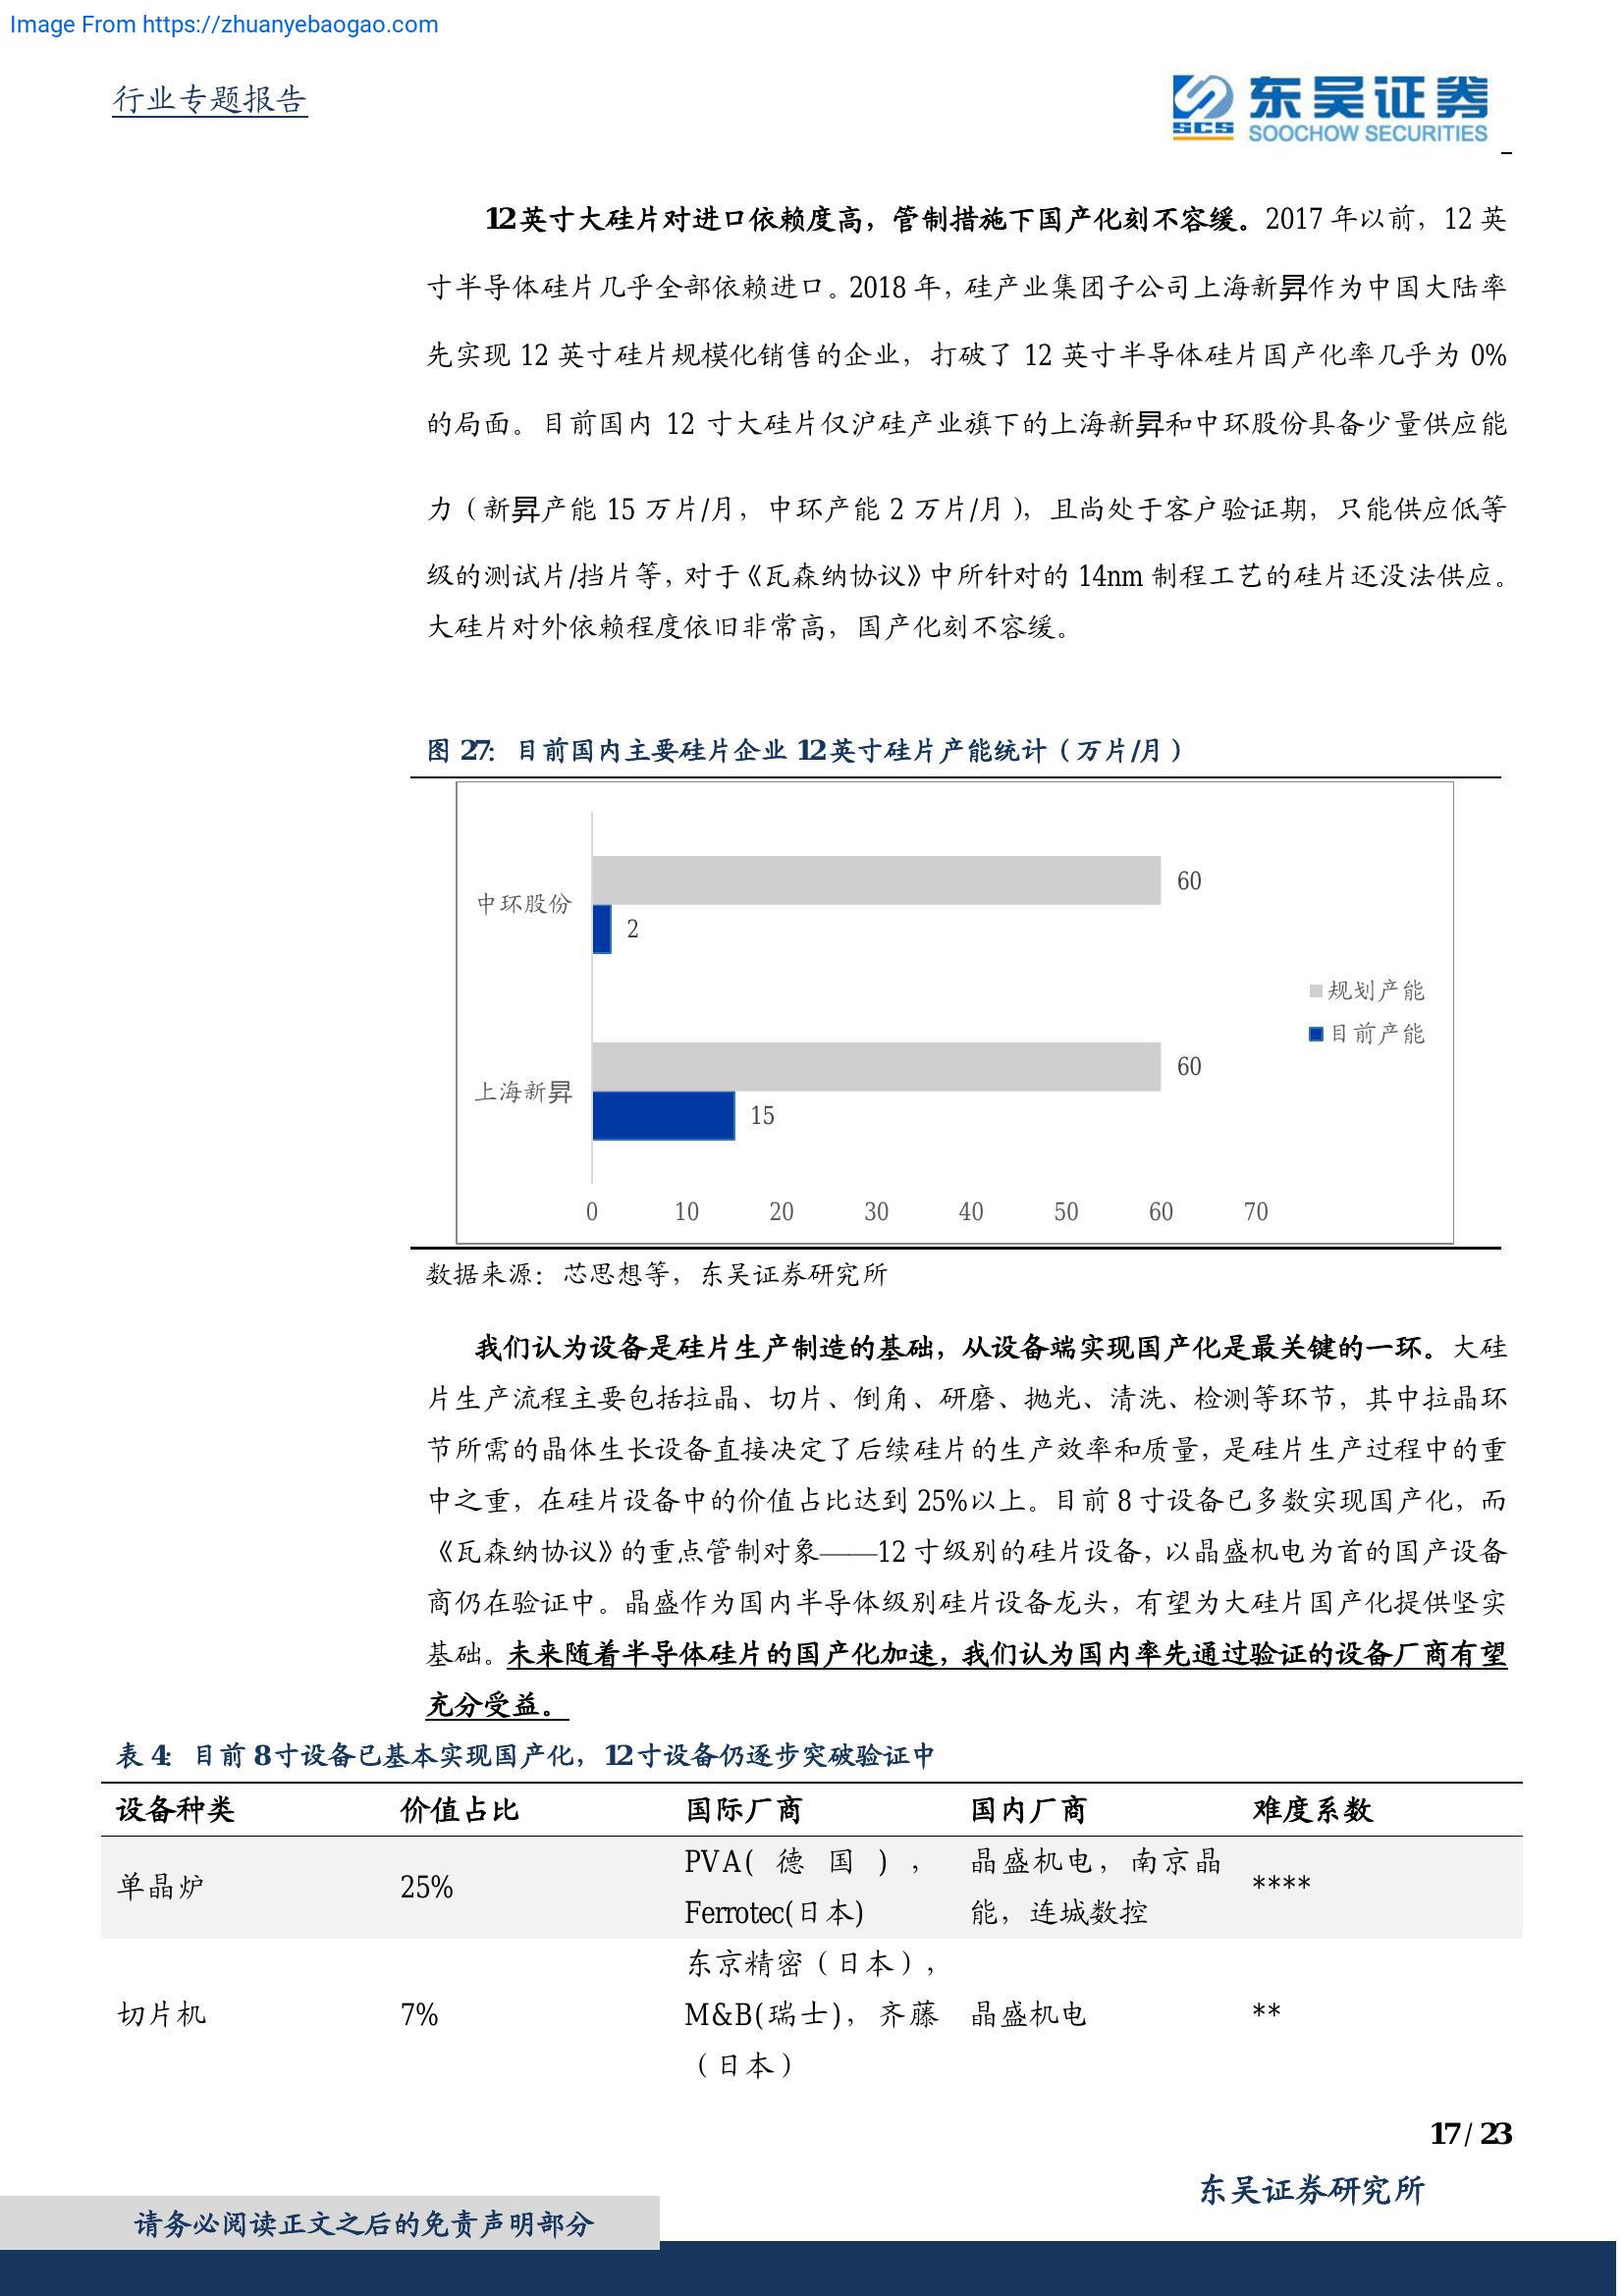 Image From https://zhuanyebaogao.com
行业专题报告
SCS 东吴证券
SOOCHOW SECURITIES
12英寸大硅片对进口依赖度高，管制措施下国产化刻不容缓。2017 年以前，12 英
寸半导体硅片几乎全部依赖进口。2018 年，硅产业集团子公司上海新昇作为中国大陆率
先实现 12 英寸硅片规模化销售的企业，打破了 12 英寸半导体硅片国产化率几乎为 0%
的局面。目前国内 12 寸大硅片仅沪硅产业旗下的上海新昇和中环股份具备少量供应能
力（新昇产能 15 万片/月，中环产能 2 万片/月），且尚处于客户验证期，只能供应低等
级的测试片/挡片等，对于《瓦森纳协议》中所针对的 14nm 制程工艺的硅片还没法供应。
大硅片对外依赖程度依旧非常高，国产化刻不容缓。
图 27：目前国内主要硅片企业 12英寸硅片产能统计（万片/月）
60
中环股份
2
规划产能
目前产能
60
上海新昇
15
0 10 20 30 40 50 60 70
数据来源：芯思想等，东吴证券研究所
我们认为设备是硅片生产制造的基础，从设备端实现国产化是最关键的一环。大硅
片生产流程主要包括拉晶、切片、倒角、研磨、抛光、清洗、检测等环节，其中拉晶环
节所需的晶体生长设备直接决定了后续硅片的生产效率和质量，是硅片生产过程中的重
中之重，在硅片设备中的价值占比达到 25%以上。目前 8 寸设备已多数实现国产化，而
《瓦森纳协议》的重点管制对象——12 寸级别的硅片设备，以晶盛机电为首的国产设备
商仍在验证中。晶盛作为国内半导体级别硅片设备龙头，有望为大硅片国产化提供坚实
基础。未来随着半导体硅片的国产化加速，我们认为国内率先通过验证的设备厂商有望
充分受益。
表 4：目前 8寸设备已基本实现国产化，12寸设备仍逐步突破验证中
设备种类 价值占比 国际厂商 国内厂商 难度系数
PVA(德国)， 晶盛机电，南京晶
单晶炉 25% ****
Ferrotec(日本) 能，连城数控
东京精密（日本），
切片机 7% M&B(瑞士)，齐藤 晶盛机电 **
（日本）
17 / 23
东吴证券研究所
请务必阅读正文之后的免责声明部分